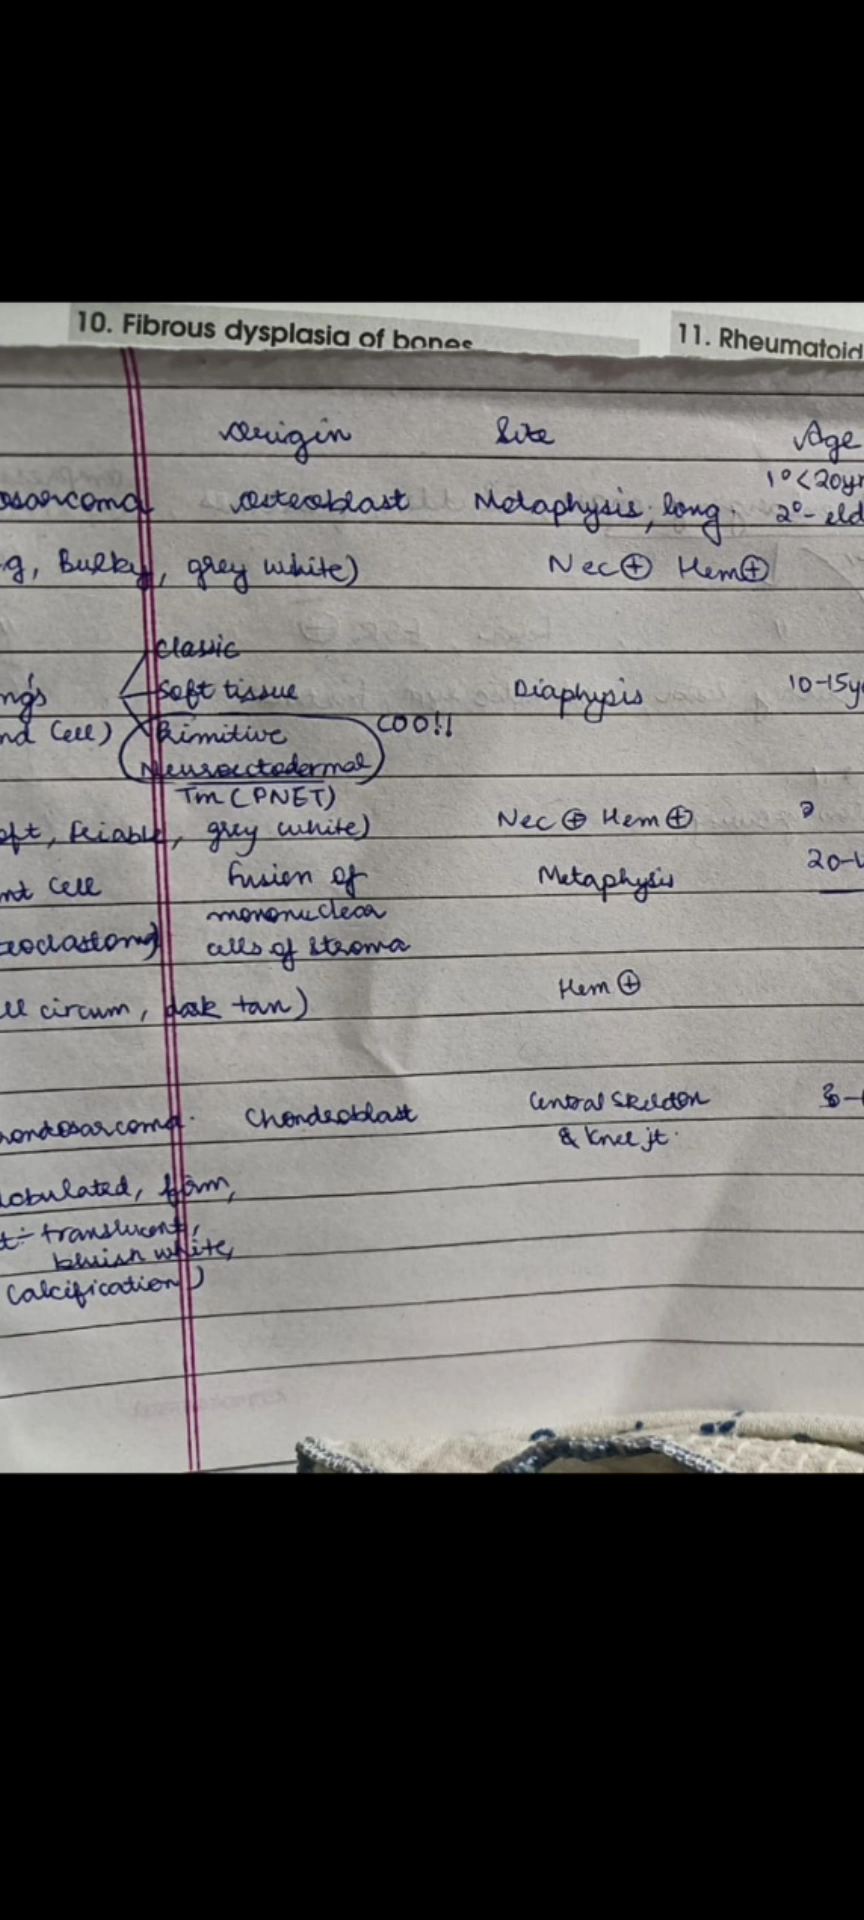 10. Fibrous dysplasia of bones
11. Rheumatoid
Origin Site Age
1° < 20yr
osarcoma Osteoblast Metaphysis, long. 2° - eld
g, Bulky, grey white) Nec ⊕ Hem ⊕
Classic
ng's Soft tissue Diaphysis 10-15y
nd Cell) Primitive COO!!
Neuroectodermal
Tm (PNET)
oft, friable, grey white) Nec ⊕ Hem ⊕
nt Cell Fusion of Metaphysis 20-
mononuclear
eoclastoma) cells of Stroma
ll circum, dark tan) Hem ⊕
hondosarcoma. Chondroblast Central Skeleton
& Knee jt.
lobulated, firm,
t- translucent,
bluish white,
Calcification)